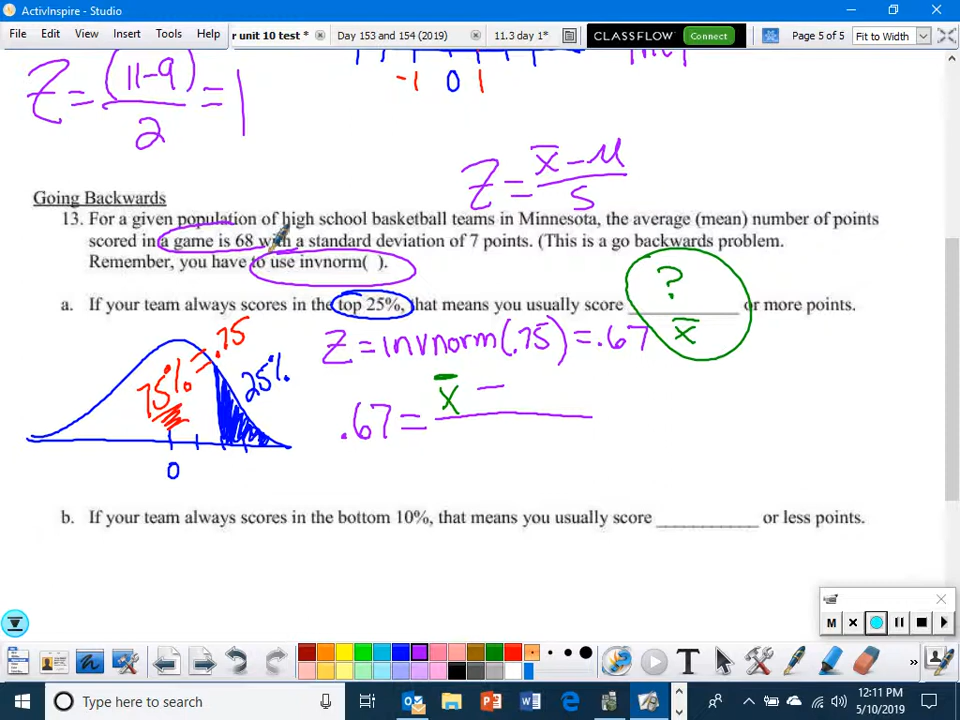 ActivInspire - Studio
File Edit View Insert Tools Help
r unit 10 test * Day 153 and 154 (2019) 11.3 day 1* CLASSFLOW Connect Page 5 of 5 Fit to Width
Z = (11-9) / 2 = 1
-1 0 1
Z = x̄ - μ / S
Going Backwards
13. For a given population of high school basketball teams in Minnesota, the average (mean) number of points
scored in a game is 68 with a standard deviation of 7 points. (This is a go backwards problem.
Remember, you have to use invnorm( ).
?
a. If your team always scores in the top 25%, that means you usually score __________ or more points.
x̄
Z = invnorm(.75) = .67
.75
75% 25%
.67 = x̄ -
0
b. If your team always scores in the bottom 10%, that means you usually score __________ or less points.
M
T
Type here to search
12:11 PM
5/10/2019